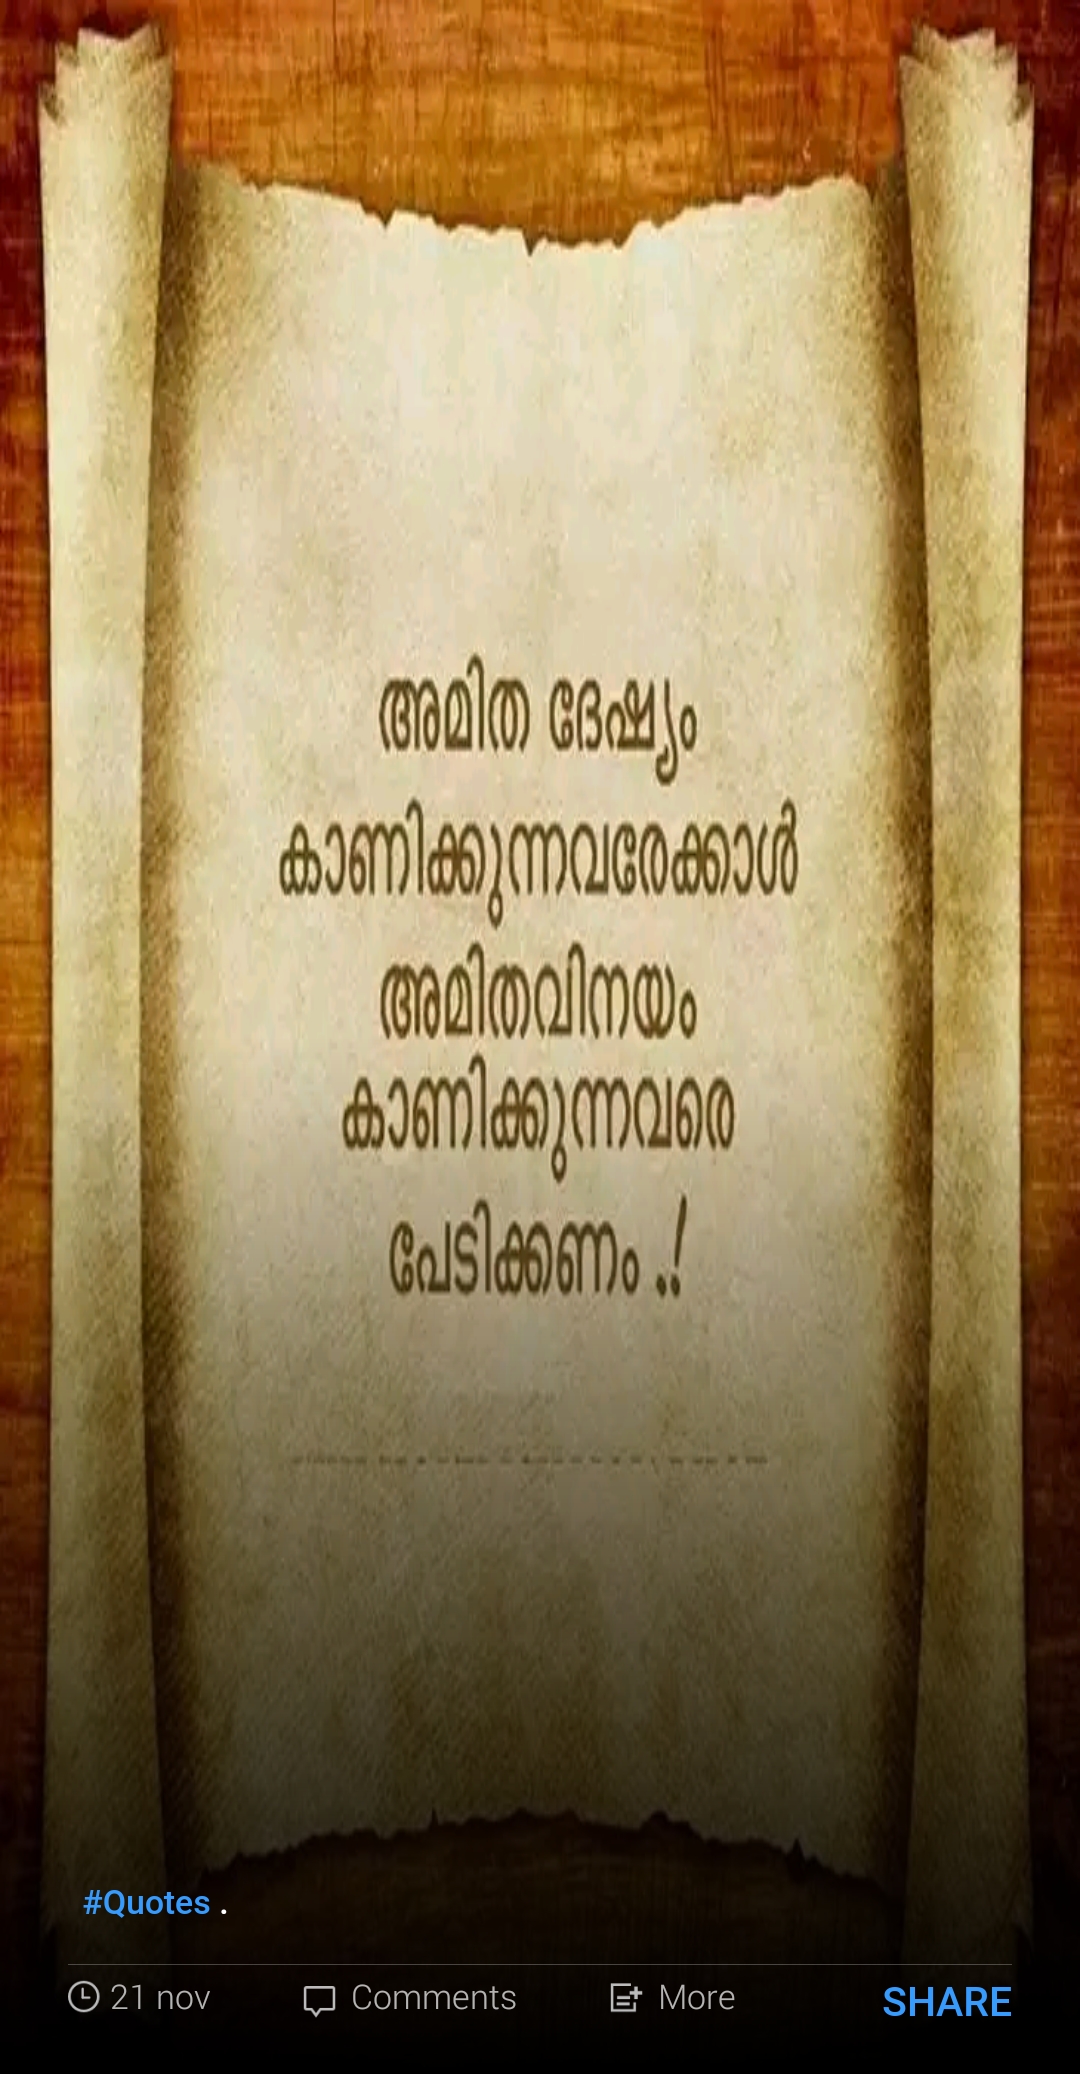 അമിത ദേഷ്യം
കാണിക്കുന്നവരേക്കാൾ
അമിതവിനയം
കാണിക്കുന്നവരെ
പേടിക്കണം ..!
#Quotes .
21 nov
Comments
More
SHARE